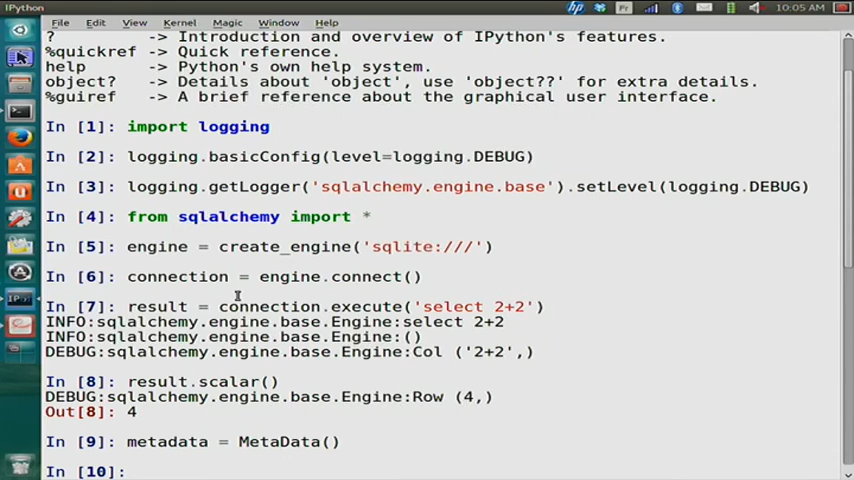 IPython
hp
Fr
10:05 AM
File Edit View Kernel Magic Window Help
? -> Introduction and overview of IPython's features.
%quickref -> Quick reference.
help -> Python's own help system.
object? -> Details about 'object', use 'object??' for extra details.
%guiref -> A brief reference about the graphical user interface.
In [1]: import logging
In [2]: logging.basicConfig(level=logging.DEBUG)
In [3]: logging.getLogger('sqlalchemy.engine.base').setLevel(logging.DEBUG)
In [4]: from sqlalchemy import *
In [5]: engine = create_engine('sqlite:///')
In [6]: connection = engine.connect()
In [7]: result = connection.execute('select 2+2')
INFO:sqlalchemy.engine.base.Engine:select 2+2
INFO:sqlalchemy.engine.base.Engine:()
DEBUG:sqlalchemy.engine.base.Engine:Col ('2+2',)
In [8]: result.scalar()
DEBUG:sqlalchemy.engine.base.Engine:Row (4,)
Out[8]: 4
In [9]: metadata = MetaData()
In [10]: